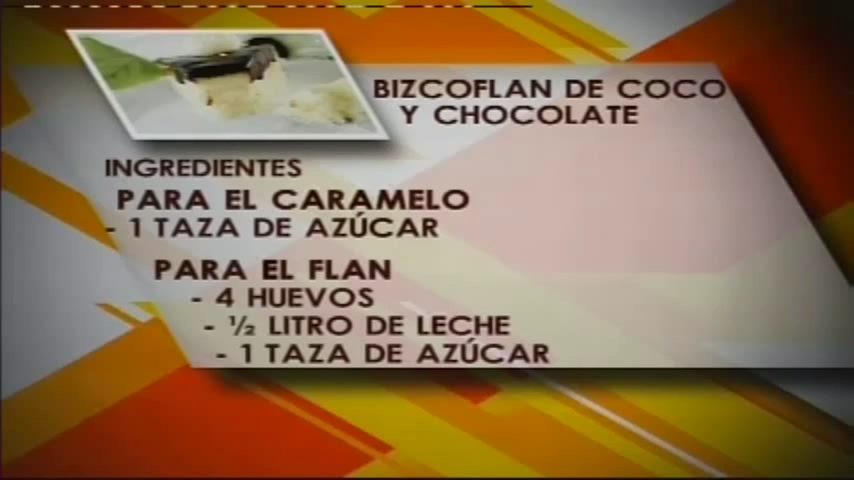 BIZCOFLAN DE COCO
Y CHOCOLATE
INGREDIENTES
PARA EL CARAMELO
- 1 TAZA DE AZÚCAR
PARA EL FLAN
- 4 HUEVOS
- ½ LITRO DE LECHE
- 1 TAZA DE AZÚCAR